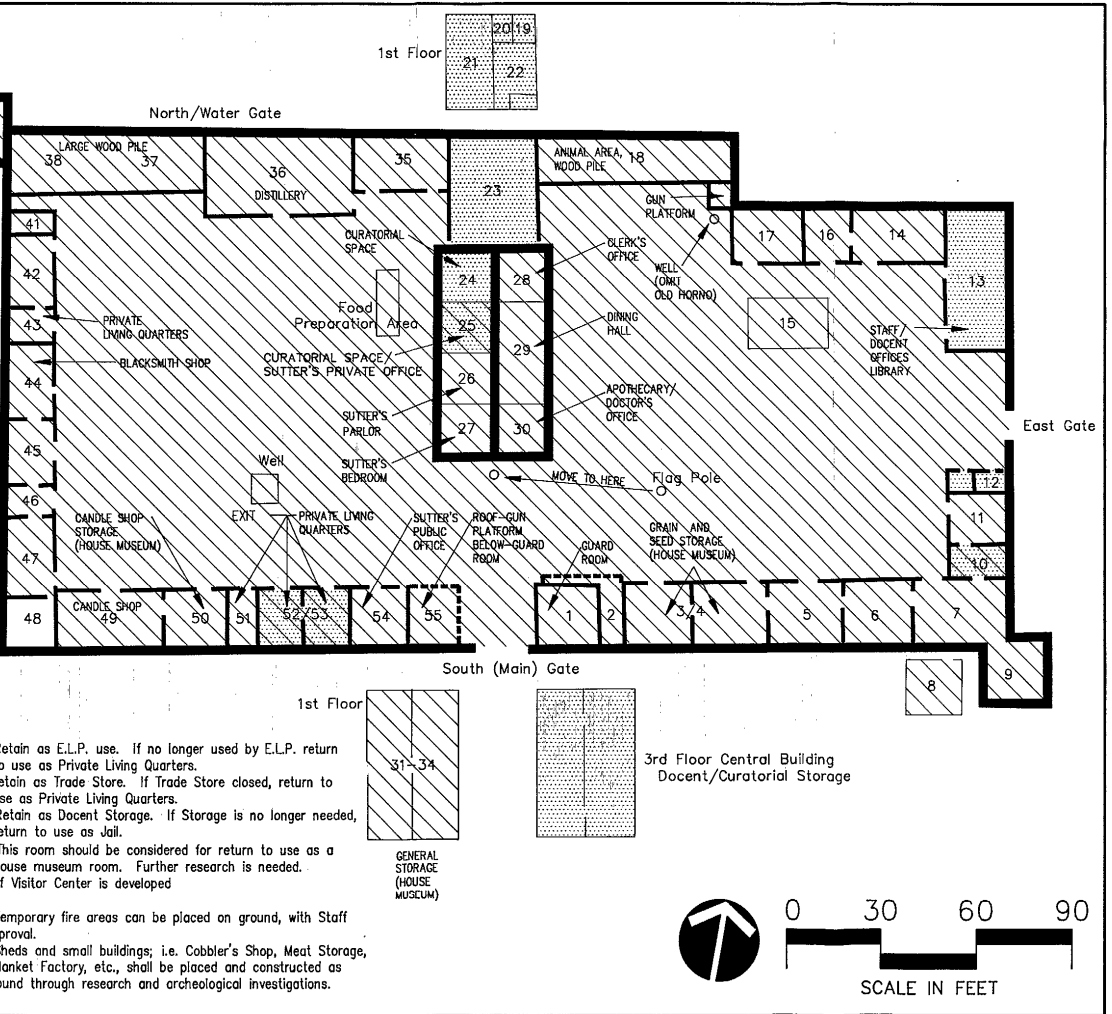 1st Floor
20 19
21
22
North/Water Gate
LARGE WOOD PILE
38
37
36
DISTILLERY
35
23
ANIMAL AREA,
WOOD PILE
18
GUN
PLATFORM
17
16
14
13
41
42
43
44
45
46
47
48
CURATORIAL
SPACE
24
28
CLERK'S
OFFICE
WELL
(OMIT
OLD HORNO)
Food
Preparation Area
25
29
DINING
HALL
15
STAFF/
DOCENT
OFFICES
LIBRARY
PRIVATE
LIVING QUARTERS
BLACKSMITH SHOP
CURATORIAL SPACE/
SUTTER'S PRIVATE OFFICE
26
SUTTER'S
PARLOR
27
30
APOTHECARY/
DOCTOR'S
OFFICE
East Gate
SUTTER'S
BEDROOM
Well
MOVE TO HERE
Flag Pole
12
11
10
EXIT
CANDLE SHOP
STORAGE
(HOUSE MUSEUM)
PRIVATE LIVING
QUARTERS
SUTTER'S
PUBLIC
OFFICE
ROOF-GUN
PLATFORM
BELOW-GUARD
ROOM
GUARD
ROOM
GRAIN AND
SEED STORAGE
(HOUSE MUSEUM)
CANDLE SHOP
49
50
51
52/53
54
55
1
2
3/4
5
6
7
8
9
South (Main) Gate
1st Floor
31-34
GENERAL
STORAGE
(HOUSE
MUSEUM)
3rd Floor Central Building
Docent/Curatorial Storage
etain as E.L.P. use. If no longer used by E.L.P. return
o use as Private Living Quarters.
etain as Trade Store. If Trade Store closed, return to
se as Private Living Quarters.
etain as Docent Storage. If Storage is no longer needed,
eturn to use as Jail.
This room should be considered for return to use as a
ouse museum room. Further research is needed.
f Visitor Center is developed
emporary fire areas can be placed on ground, with Staff
proval.
heds and small buildings; i.e. Cobbler's Shop, Meat Storage,
lanket Factory, etc., shall be placed and constructed as
und through research and archeological investigations.
0 30 60 90
SCALE IN FEET